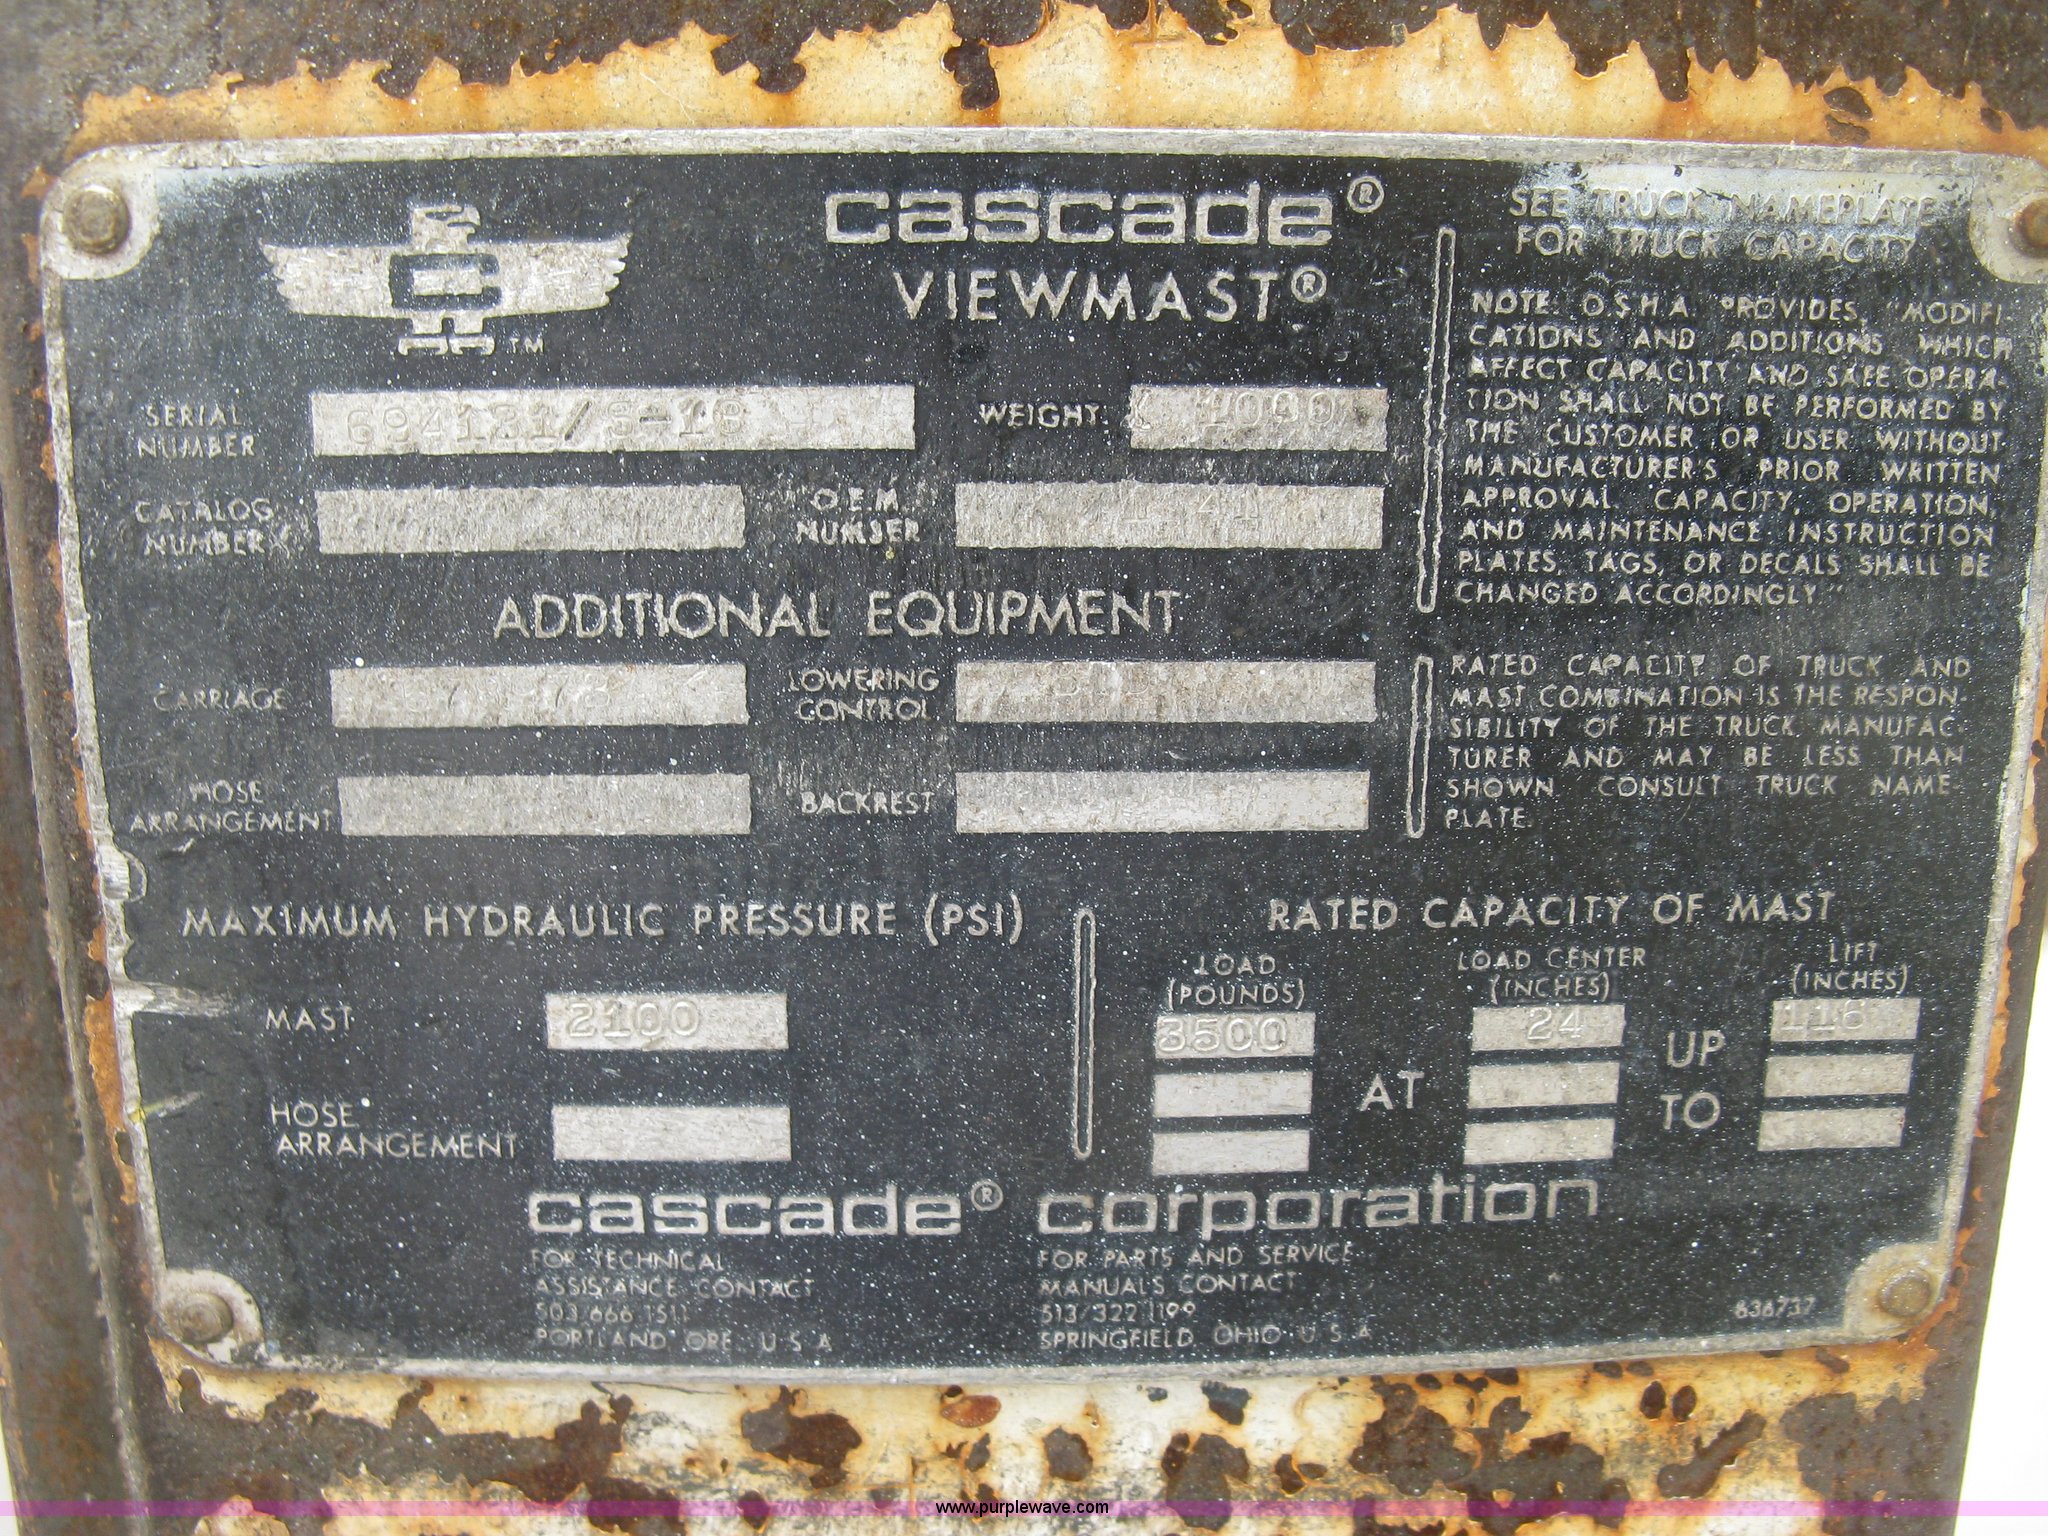 cascade®
VIEWMAST®
TM
SERIAL
NUMBER
694121/S-18
WEIGHT
1000
CATALOG
NUMBER
O.E.M.
NUMBER
ADDITIONAL EQUIPMENT
CARRIAGE
LOWERING
CONTROL
HOSE
ARRANGEMENT
BACKREST
SEE TRUCK NAMEPLATE
FOR TRUCK CAPACITY
NOTE: O.S.H.A. PROVIDES, "MODIFI-
CATIONS AND ADDITIONS WHICH
AFFECT CAPACITY AND SAFE OPERA-
TION SHALL NOT BE PERFORMED BY
THE CUSTOMER OR USER WITHOUT
MANUFACTURER'S PRIOR WRITTEN
APPROVAL. CAPACITY, OPERATION,
AND MAINTENANCE INSTRUCTION
PLATES, TAGS, OR DECALS SHALL BE
CHANGED ACCORDINGLY."
RATED CAPACITY OF TRUCK AND
MAST COMBINATION IS THE RESPON-
SIBILITY OF THE TRUCK MANUFAC-
TURER AND MAY BE LESS THAN
SHOWN. CONSULT TRUCK NAME-
PLATE.
MAXIMUM HYDRAULIC PRESSURE (PSI)
MAST 2100
HOSE
ARRANGEMENT
RATED CAPACITY OF MAST
LOAD
(POUNDS)
LOAD CENTER
(INCHES)
LIFT
(INCHES)
3500
AT
24
UP
TO
116
cascade® corporation
FOR TECHNICAL
ASSISTANCE CONTACT
503/666-1511
PORTLAND, ORE. U.S.A.
FOR PARTS AND SERVICE
MANUALS CONTACT
513/322-1199
SPRINGFIELD, OHIO U.S.A.
636737
www.purplewave.com